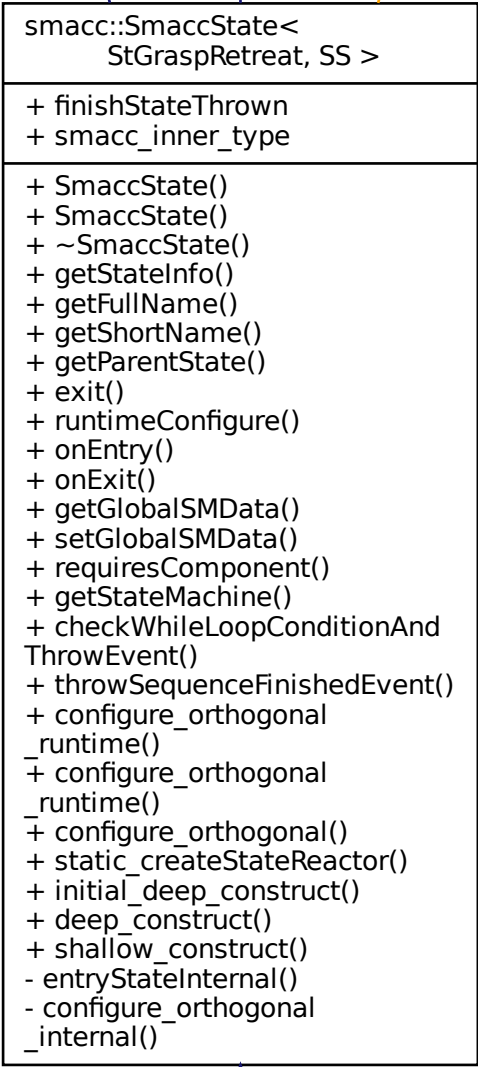 smacc::SmaccState<
StGraspRetreat, SS >
+ finishStateThrown
+ smacc_inner_type
+ SmaccState()
+ SmaccState()
+ ~SmaccState()
+ getStateInfo()
+ getFullName()
+ getShortName()
+ getParentState()
+ exit()
+ runtimeConfigure()
+ onEntry()
+ onExit()
+ getGlobalSMData()
+ setGlobalSMData()
+ requiresComponent()
+ getStateMachine()
+ checkWhileLoopConditionAnd
ThrowEvent()
+ throwSequenceFinishedEvent()
+ configure_orthogonal
_runtime()
+ configure_orthogonal
_runtime()
+ configure_orthogonal()
+ static_createStateReactor()
+ initial_deep_construct()
+ deep_construct()
+ shallow_construct()
- entryStateInternal()
- configure_orthogonal
_internal()